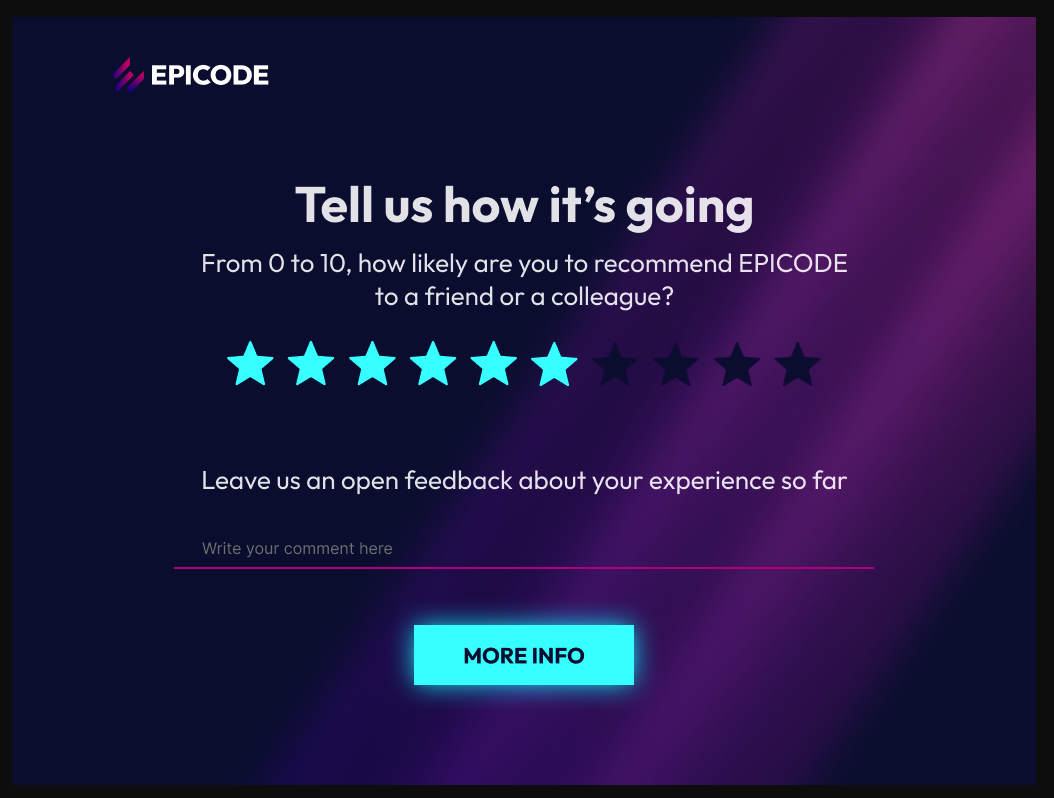 EPICODE
Tell us how it’s going
From 0 to 10, how likely are you to recommend EPICODE
to a friend or a colleague?
Leave us an open feedback about your experience so far
Write your comment here
MORE INFO